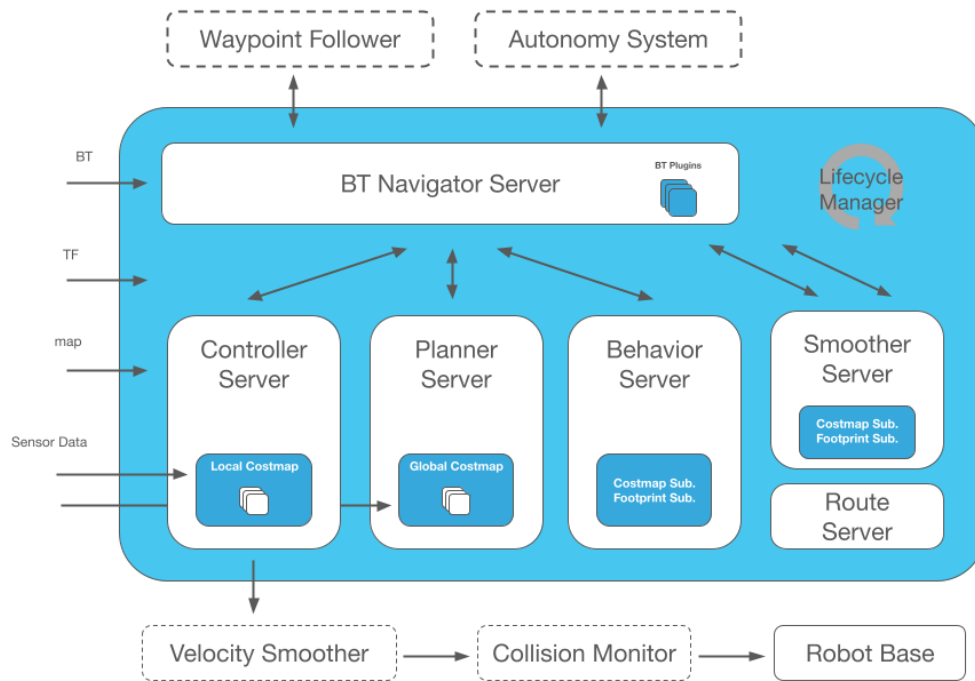 Waypoint Follower
Autonomy System
BT
BT Navigator Server
BT Plugins
Lifecycle
Manager
TF
map
Sensor Data
Controller
Server
Local Costmap
Planner
Server
Global Costmap
Behavior
Server
Costmap Sub.
Footprint Sub.
Smoother
Server
Costmap Sub.
Footprint Sub.
Route
Server
Velocity Smoother
Collision Monitor
Robot Base